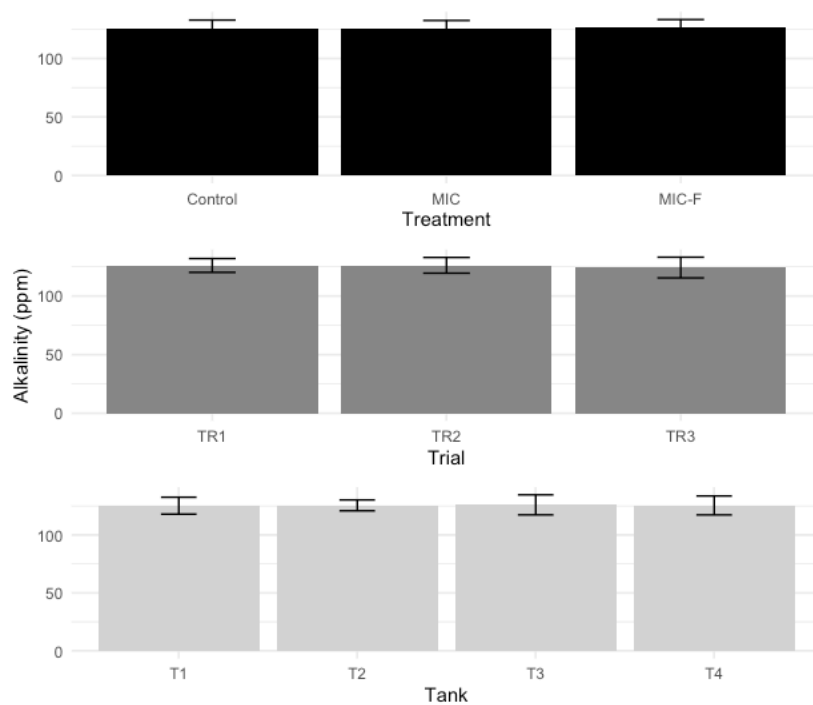 100
50
0
Control MIC MIC-F
Treatment
Alkalinity (ppm)
100
50
0
TR1 TR2 TR3
Trial
100
50
0
T1 T2 T3 T4
Tank